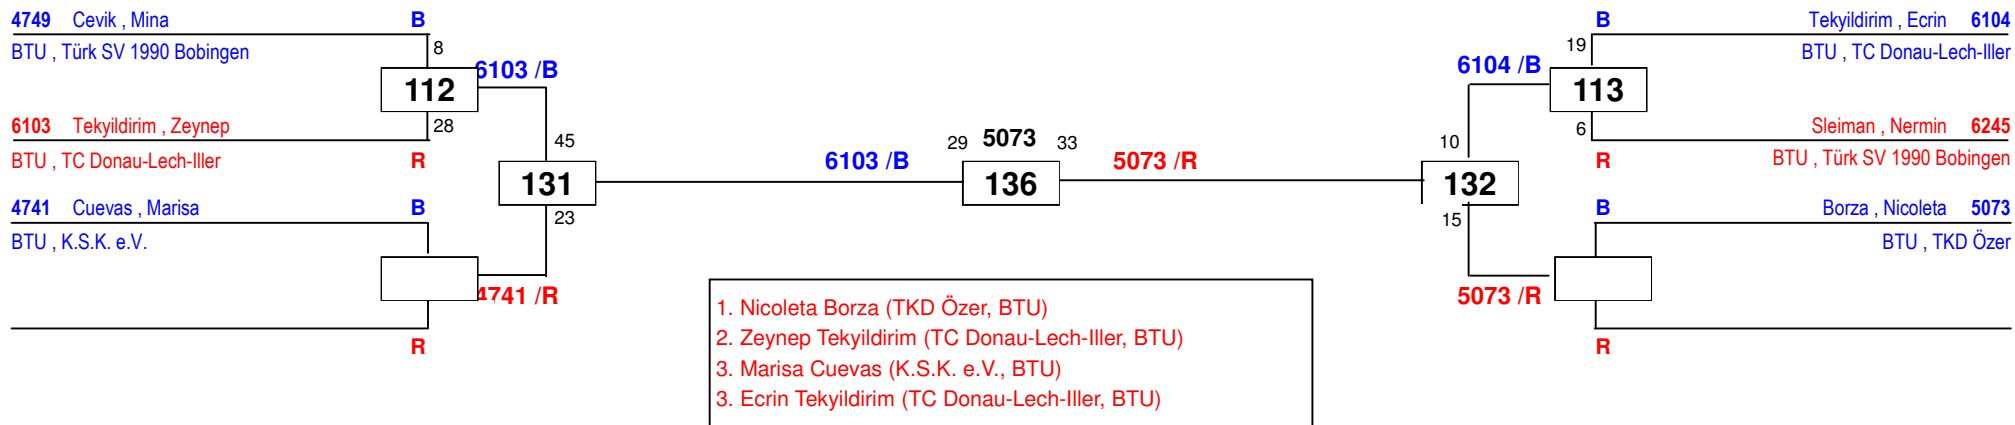 4749 Cevik , Mina B
BTU , Türk SV 1990 Bobingen
8
112
6103 /B
6103 Tekyildirim , Zeynep
28
BTU , TC Donau-Lech-Iller R
45
131
23
4741 Cuevas , Marisa B
BTU , K.S.K. e.V.
4741 /R
R
6103 /B
29 5073 33
136
5073 /R
B Tekyildirim , Ecrin 6104
19
BTU , TC Donau-Lech-Iller
6104 /B
113
6
Sleiman , Nermin 6245
R BTU , Türk SV 1990 Bobingen
10
132
15
B Borza , Nicoleta 5073
BTU , TKD Özer
5073 /R
R
1. Nicoleta Borza (TKD Özer, BTU)
2. Zeynep Tekyildirim (TC Donau-Lech-Iller, BTU)
3. Marisa Cuevas (K.S.K. e.V., BTU)
3. Ecrin Tekyildirim (TC Donau-Lech-Iller, BTU)